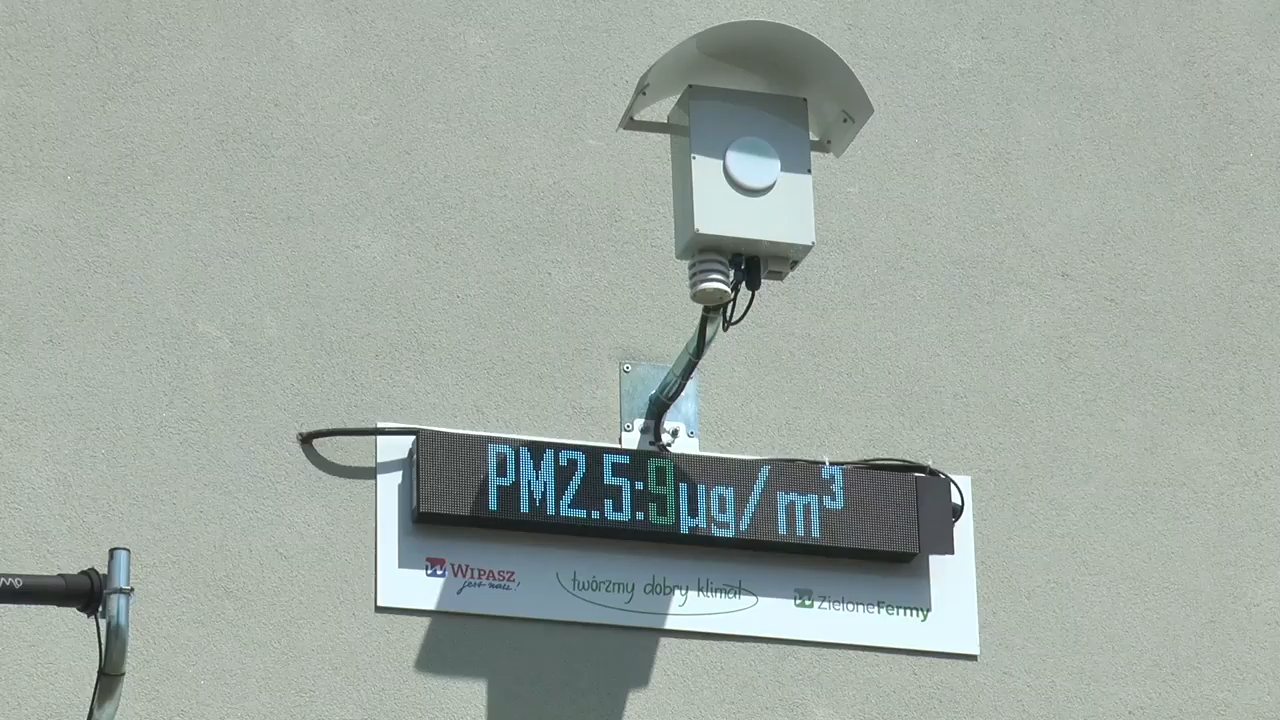 PM2.5:9µg/m³
WIPASZ
jest nasz!
twórzmy dobry klimat
ZieloneFermy